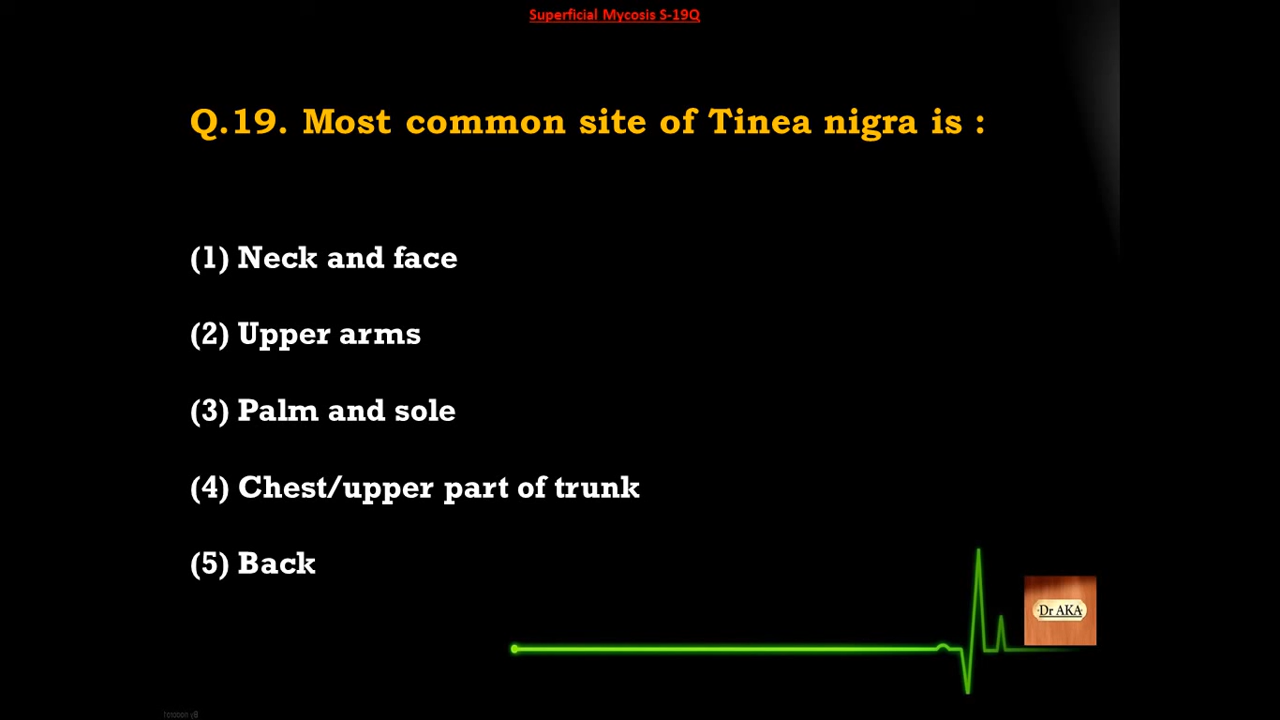 Superficial Mycosis S-19Q
Q.19. Most common site of Tinea nigra is :
(1) Neck and face
(2) Upper arms
(3) Palm and sole
(4) Chest/upper part of trunk
(5) Back
Dr AKA